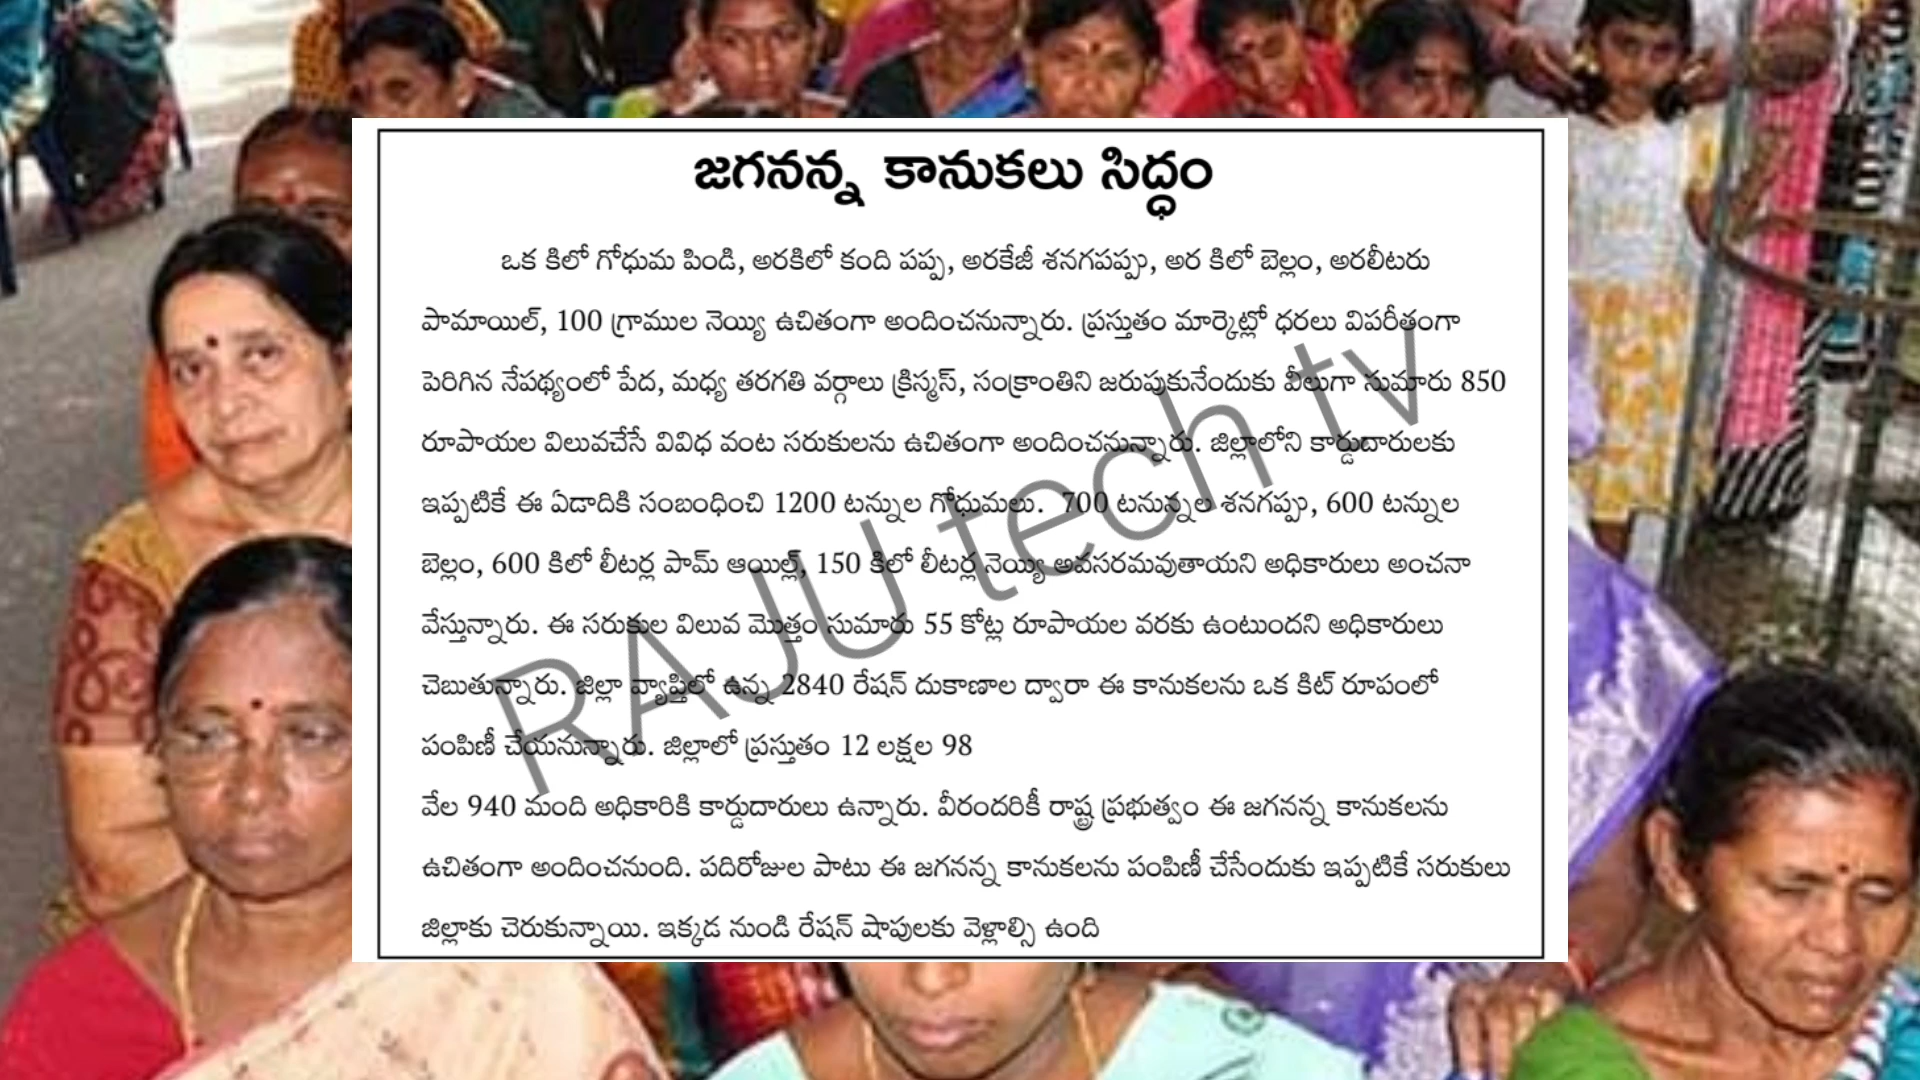 జగనన్న కానుకలు సిద్ధం
ఒక కిలో గోధుమ పిండి, అరకిలో కంది పప్ప, అరకేజీ శనగపప్పు, అర కిలో బెల్లం, అరలీటరు
పామాయిల్, 100 గ్రాముల నెయ్యి ఉచితంగా అందించనున్నారు. ప్రస్తుతం మార్కెట్లో ధరలు విపరీతంగా
పెరిగిన నేపథ్యంలో పేద, మధ్య తరగతి వర్గాలు క్రిస్మస్, సంక్రాంతిని జరుపుకునేందుకు వీలుగా సుమారు 850
రూపాయల విలువచేసే వివిధ వంట సరుకులను ఉచితంగా అందించనున్నారు. జిల్లాలోని కార్డుదారులకు
ఇప్పటికే ఈ ఏడాదికి సంబంధించి 1200 టన్నుల గోధుమలు. 700 టనున్నల శనగప్పు, 600 టన్నుల
బెల్లం, 600 కిలో లీటర్ల పామ్ ఆయిల్ల్, 150 కిలో లీటర్ల నెయ్యి అవసరమవుతాయని అధికారులు అంచనా
వేస్తున్నారు. ఈ సరుకుల విలువ మొత్తం సుమారు 55 కోట్ల రూపాయల వరకు ఉంటుందని అధికారులు
చెబుతున్నారు. జిల్లా వ్యాప్తిలో ఉన్న 2840 రేషన్ దుకాణాల ద్వారా ఈ కానుకలను ఒక కిట్ రూపంలో
పంపిణీ చేయనున్నారు. జిల్లాలో ప్రస్తుతం 12 లక్షల 98
వేల 940 మంది అధికారికి కార్డుదారులు ఉన్నారు. వీరందరికీ రాష్ట్ర ప్రభుత్వం ఈ జగనన్న కానుకలను
ఉచితంగా అందించనుంది. పదిరోజుల పాటు ఈ జగనన్న కానుకలను పంపిణీ చేసేందుకు ఇప్పటికే సరుకులు
జిల్లాకు చెరుకున్నాయి. ఇక్కడ నుండి రేషన్ షాపులకు వెళ్లాల్సి ఉంది
RAJU tech tv